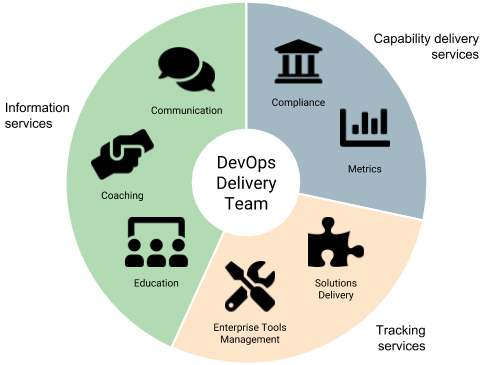 Capability delivery
services
Information
services
Communication
Compliance
Metrics
Coaching
DevOps
Delivery
Team
Education
Solutions
Delivery
Enterprise Tools
Management
Tracking
services